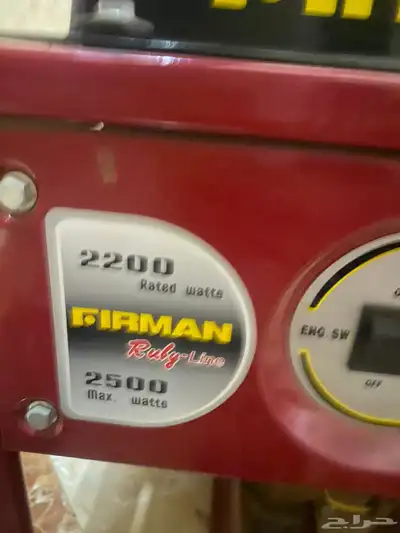 2200
Rated watts
FIRMAN
Ruby-Line
2500
Max. watts
ENG. SW
OFF
حراج